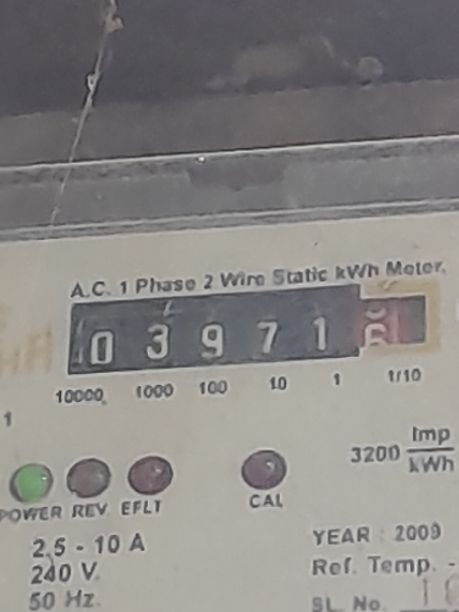 A.C. 1 Phase 2 Wire Static kWh Meter.
0 3 9 7 1 6
10000 1000 100 10 1 1/10
1
3200 Imp/kWh
POWER REV EFLT CAL
2.5 - 10 A
240 V.
50 Hz.
YEAR : 2009
Ref. Temp. -
SL. No.